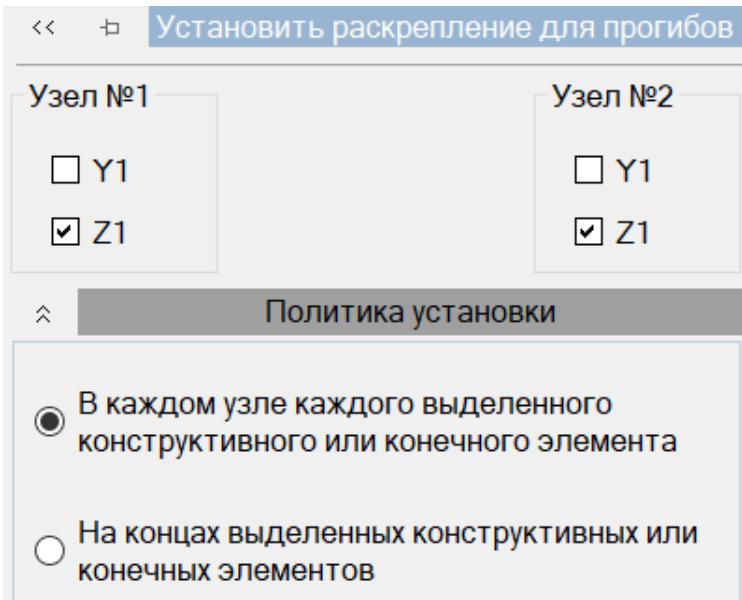 << Установить раскрепление для прогибов
Узел №1 Узел №2
Y1 Y1
Z1 Z1
Политика установки
В каждом узле каждого выделенного
конструктивного или конечного элемента
На концах выделенных конструктивных или
конечных элементов